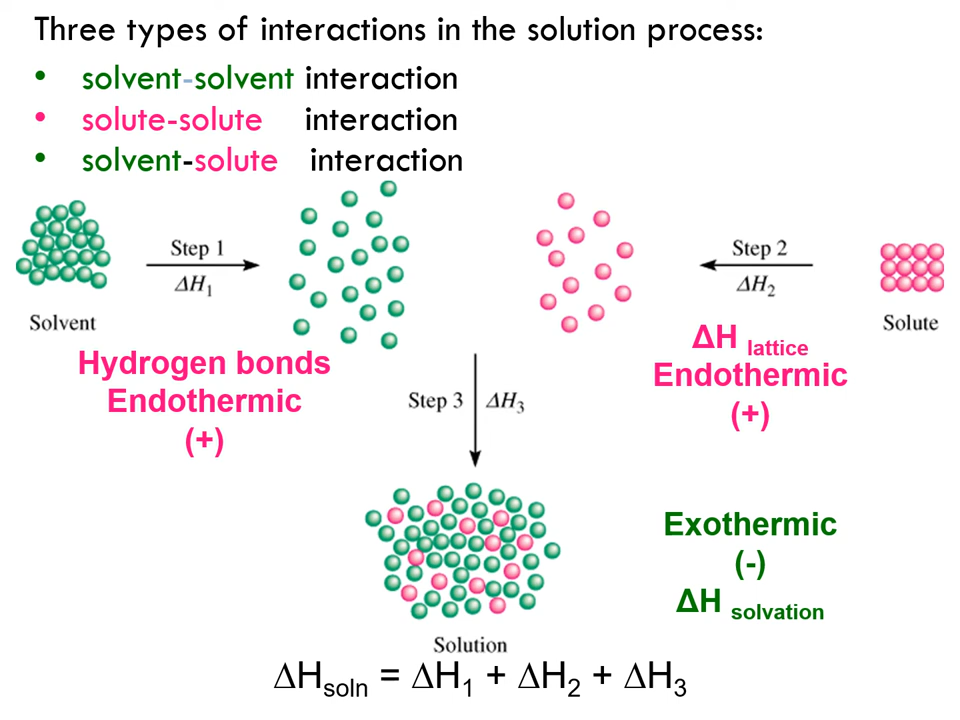 Three types of interactions in the solution process:
• solvent-solvent interaction
• solute-solute interaction
• solvent-solute interaction
Step 1
ΔH1
Step 2
ΔH2
Solvent
Solute
Hydrogen bonds
Endothermic
(+)
ΔH lattice
Endothermic
(+)
Step 3 ΔH3
Exothermic
(-)
ΔH solvation
Solution
ΔHsoln = ΔH1 + ΔH2 + ΔH3